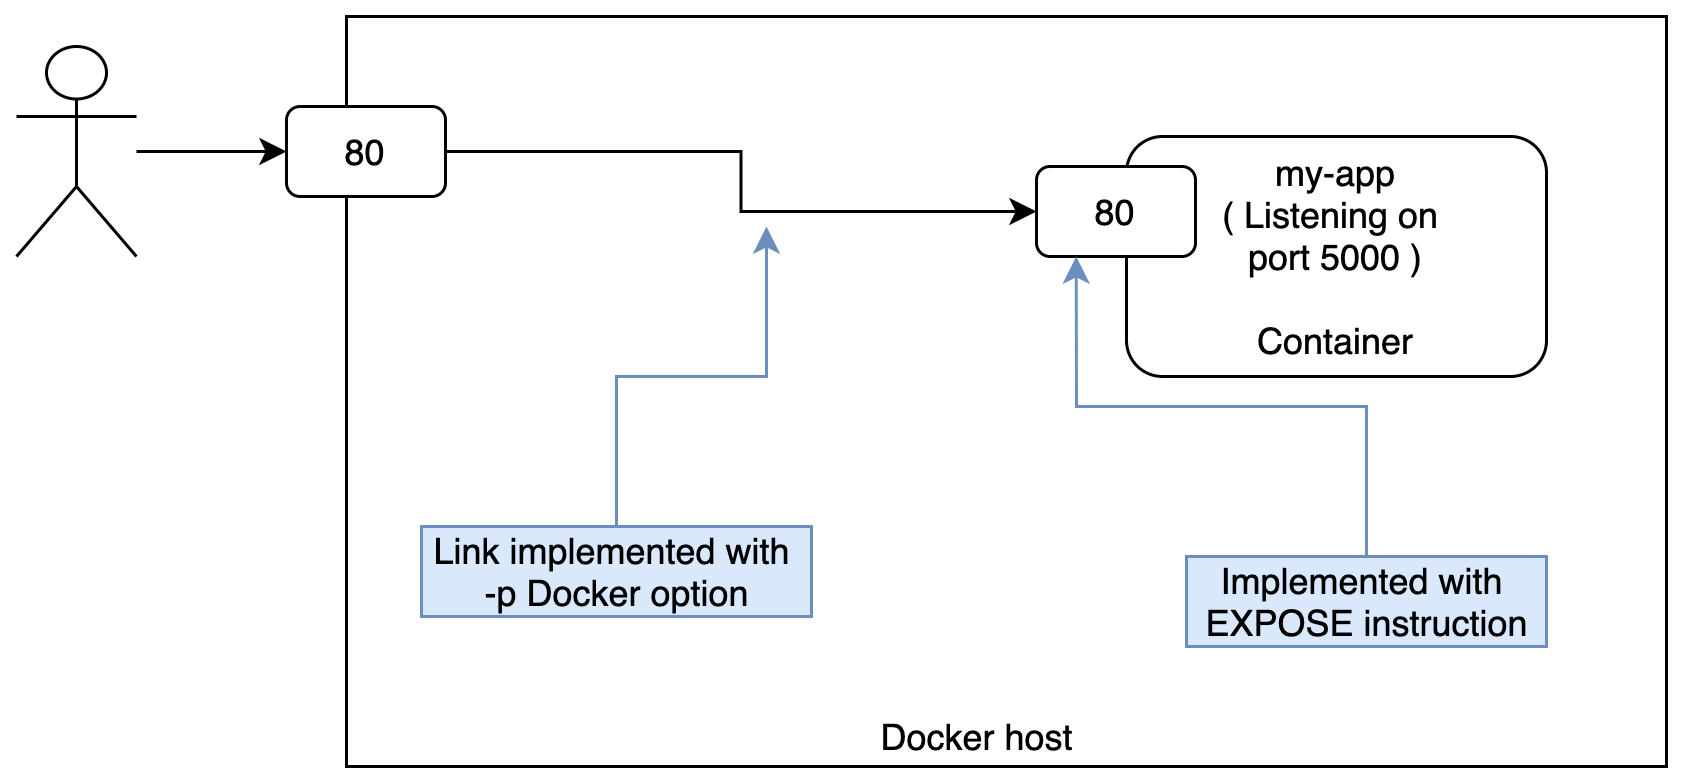 80
80
my-app
( Listening on
port 5000 )
Container
Link implemented with
-p Docker option
Implemented with
EXPOSE instruction
Docker host